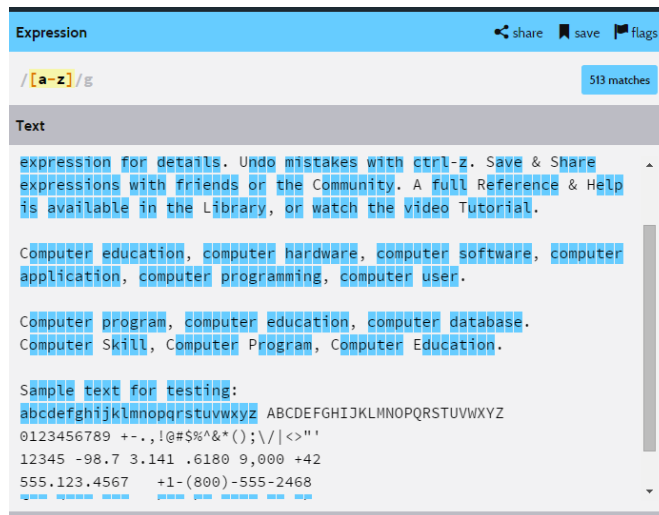 Expression
share save flags
/[a-z]/g
513 matches
Text
expression for details. Undo mistakes with ctrl-z. Save & Share
expressions with friends or the Community. A full Reference & Help
is available in the Library, or watch the video Tutorial.
Computer education, computer hardware, computer software, computer
application, computer programming, computer user.
Computer program, computer education, computer database.
Computer Skill, Computer Program, Computer Education.
Sample text for testing:
abcdefghijklmnopqrstuvwxyz ABCDEFGHIJKLMNOPQRSTUVWXYZ
0123456789 +-.,!@#$%^&*();\/|<>"'
12345 -98.7 3.141 .6180 9,000 +42
555.123.4567 +1-(800)-555-2468